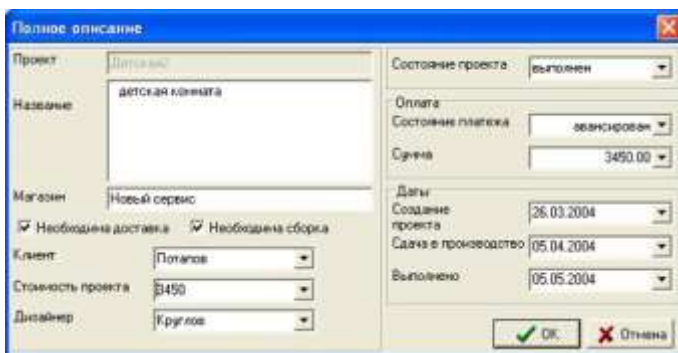 Полное описание
Проект
Детская2
Название
детская комната
Магазин
Новый сервис
Необходима доставка
Необходима сборка
Клиент
Потапов
Стоимость проекта
3450
Дизайнер
Круглов
Состояние проекта
выполнен
Оплата
Состояние платежа
авансирован
Сумма
3450.00
Даты
Создание
проекта
26.03.2004
Сдача в производство
05.04.2004
Выполнено
05.05.2004
OK
Отмена